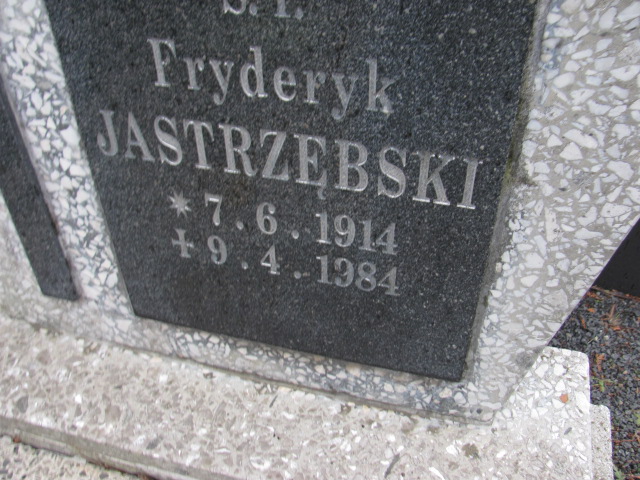 Ś.P.
Fryderyk
JASTRZĘBSKI
* 7.6.1914
✝ 9.4.1984